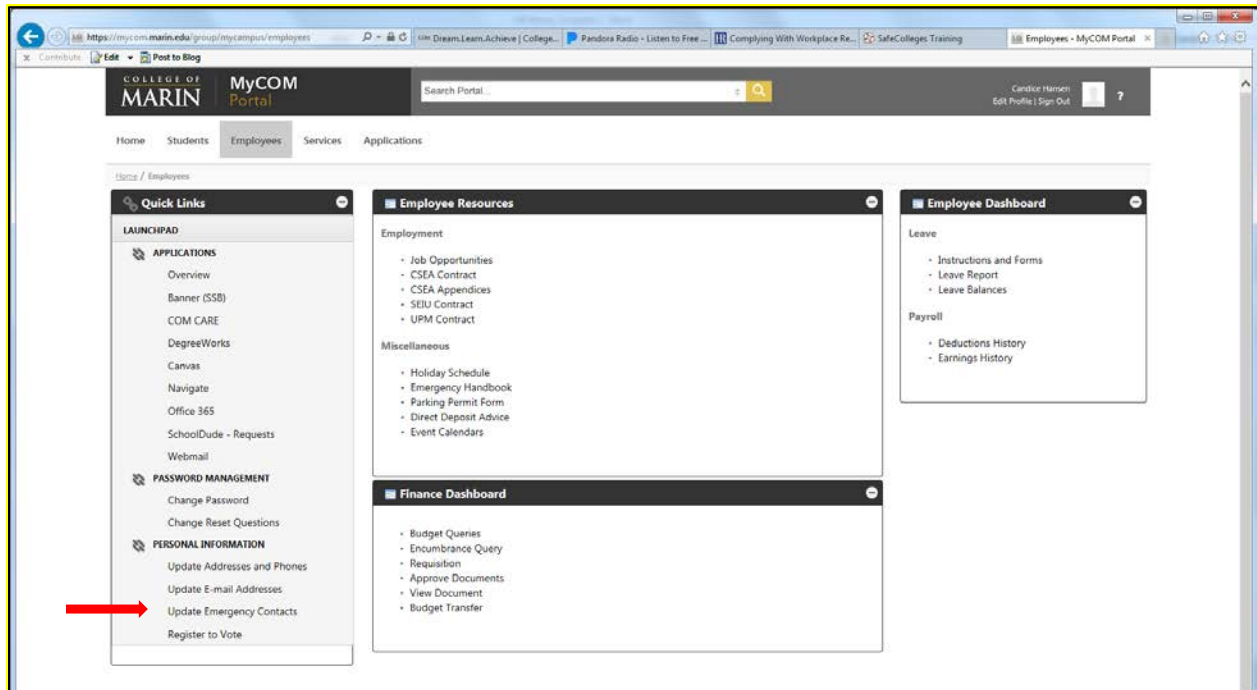 https://mycom.marin.edu/group/mycampus/employees
Dream.Learn.Achieve | College...
Pandora Radio - Listen to Free ...
Complying With Workplace Re...
SafeColleges Training
Employees - MyCOM Portal
x Contribute Edit Post to Blog
COLLEGE OF
MARIN
MyCOM
Portal
Search Portal...
Candice Hansen
Edit Profile | Sign Out
?
Home Students Employees Services Applications
Home / Employees
Quick Links
LAUNCHPAD
APPLICATIONS
Overview
Banner (SSB)
COM CARE
DegreeWorks
Canvas
Navigate
Office 365
SchoolDude - Requests
Webmail
PASSWORD MANAGEMENT
Change Password
Change Reset Questions
PERSONAL INFORMATION
Update Addresses and Phones
Update E-mail Addresses
Update Emergency Contacts
Register to Vote
Employee Resources
Employment
Job Opportunities
CSEA Contract
CSEA Appendices
SEIU Contract
UPM Contract
Miscellaneous
Holiday Schedule
Emergency Handbook
Parking Permit Form
Direct Deposit Advice
Event Calendars
Finance Dashboard
Budget Queries
Encumbrance Query
Requisition
Approve Documents
View Document
Budget Transfer
Employee Dashboard
Leave
Instructions and Forms
Leave Report
Leave Balances
Payroll
Deductions History
Earnings History